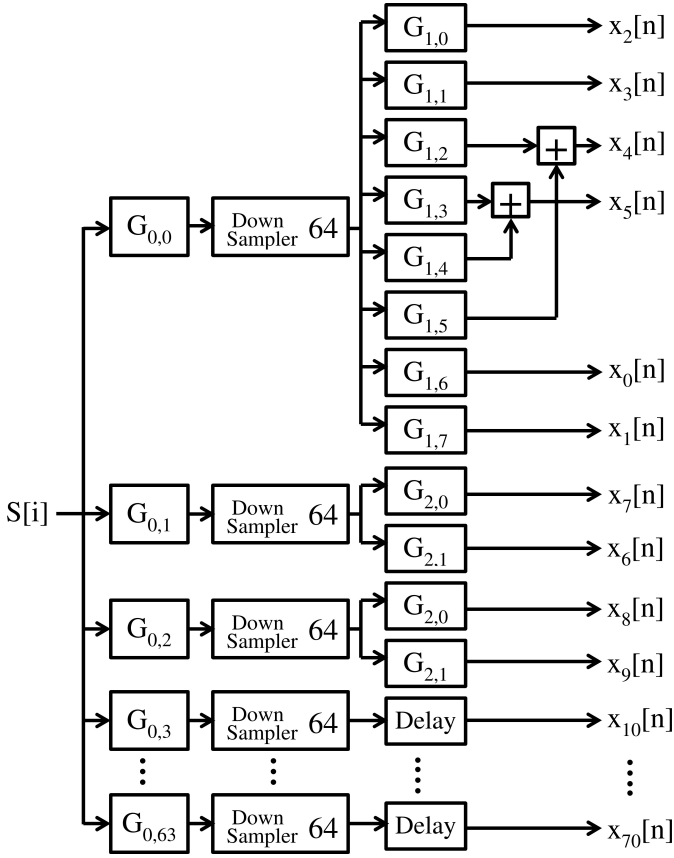 G1,0 x2[n]
G1,1 x3[n]
G1,2 + x4[n]
G1,3 + x5[n]
G0,0 Down Sampler 64
G1,4
G1,5
G1,6 x0[n]
G1,7 x1[n]
S[i] G0,1 Down Sampler 64
G2,0 x7[n]
G2,1 x6[n]
G0,2 Down Sampler 64
G2,0 x8[n]
G2,1 x9[n]
G0,3 Down Sampler 64 Delay x10[n]
G0,63 Down Sampler 64 Delay x70[n]